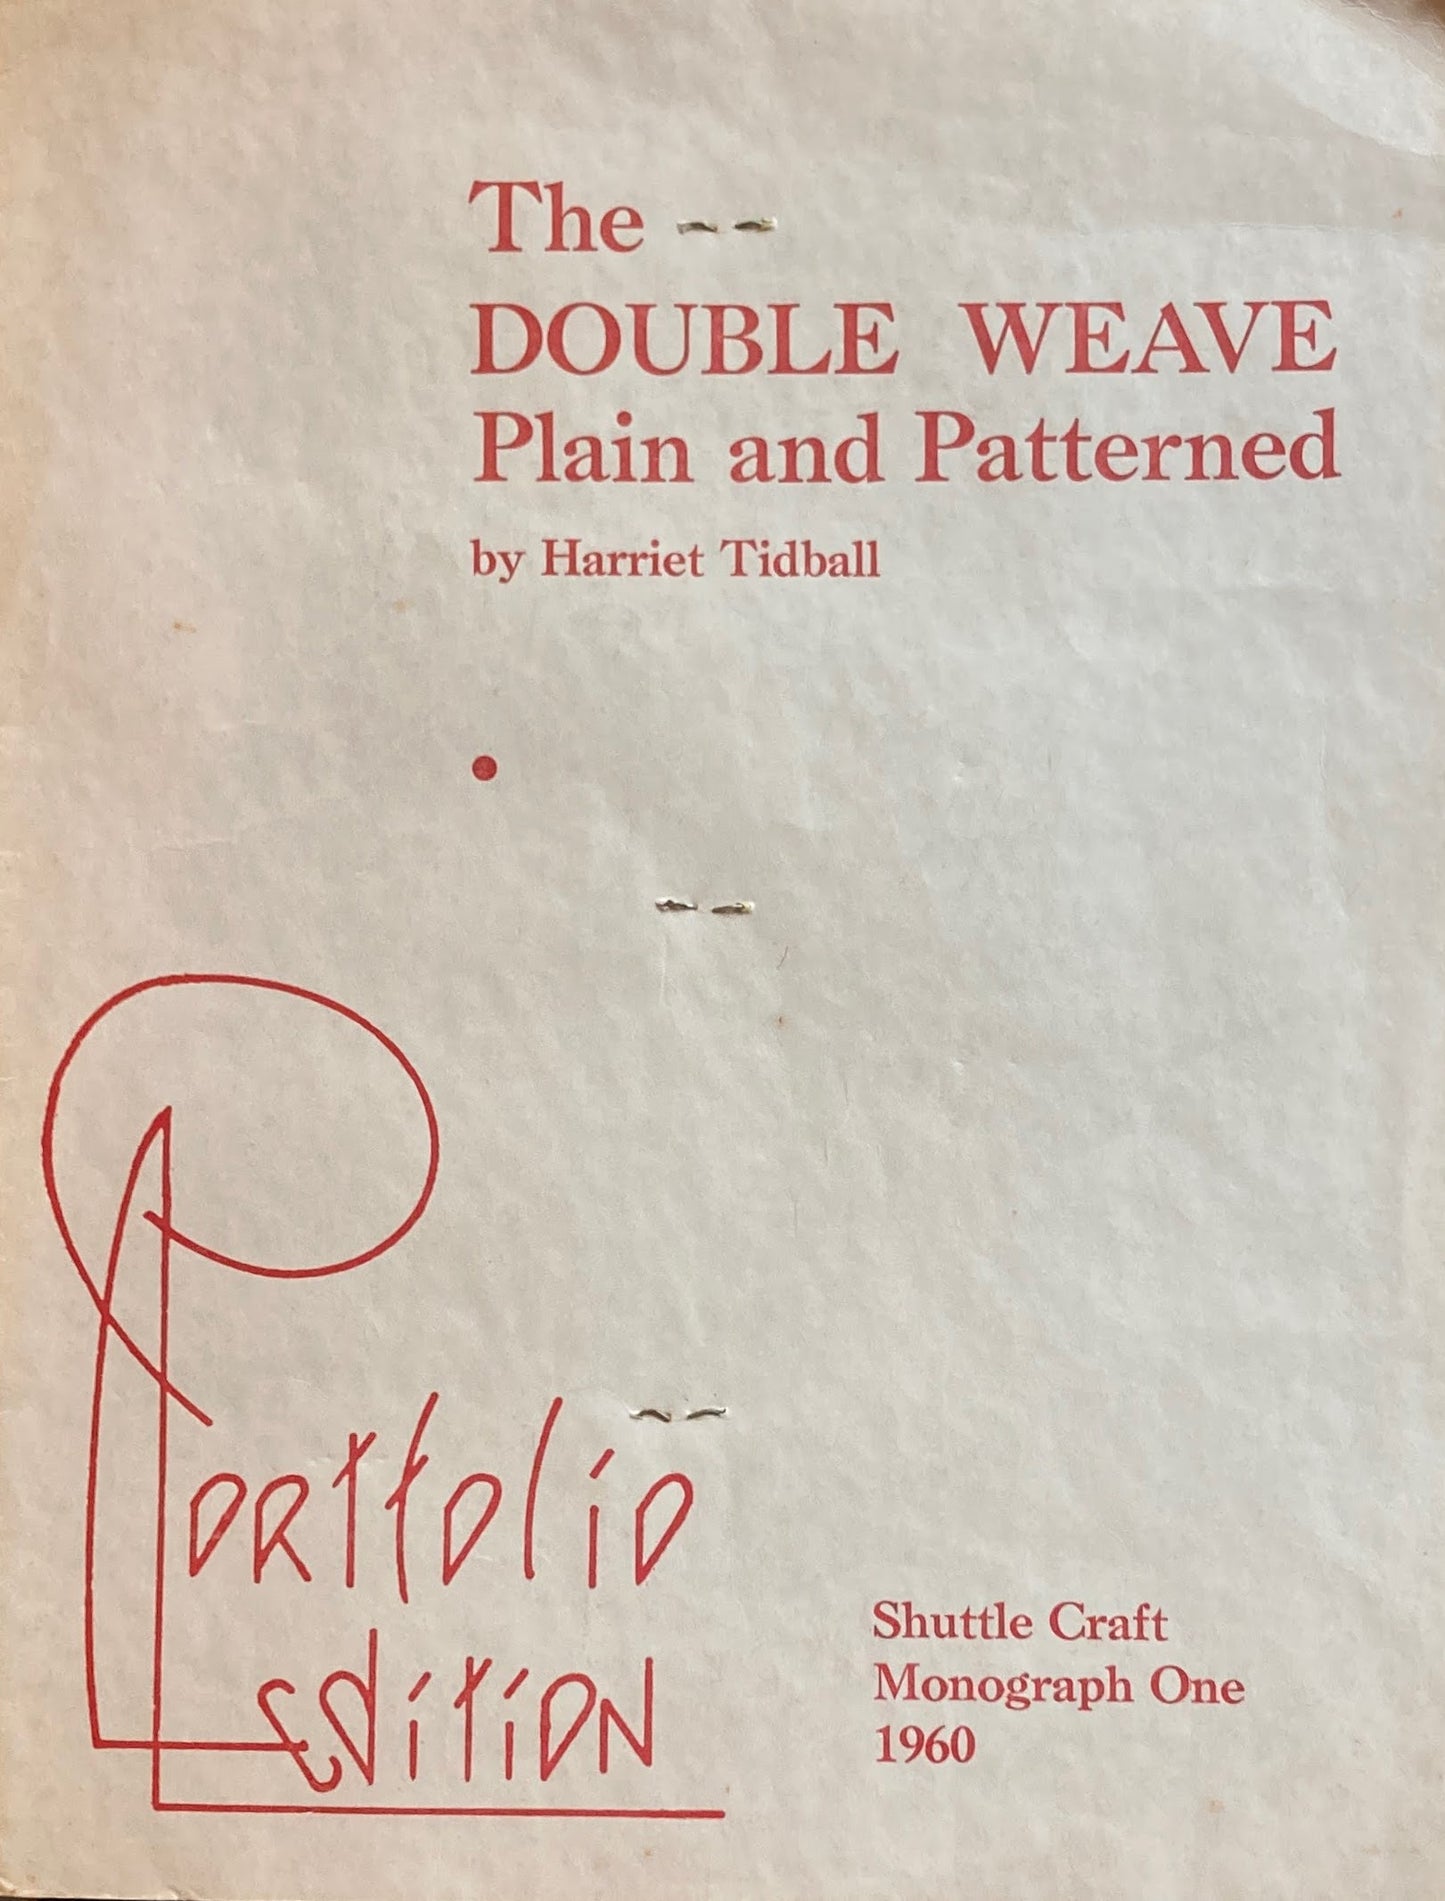 The
DOUBLE WEAVE
Plain and Patterned
by Harriet Tidball
Portfolio
Edition
Shuttle Craft
Monograph One
1960